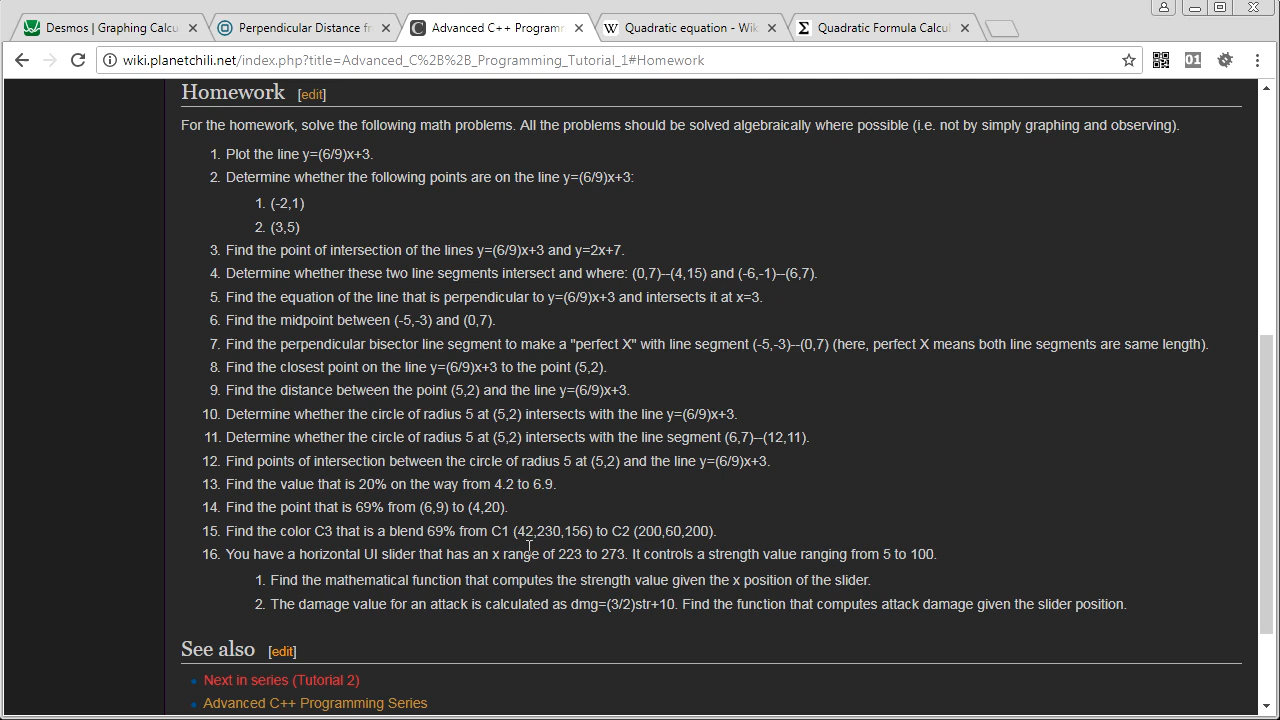 Desmos | Graphing Calcu
Perpendicular Distance fr
Advanced C++ Programm
W Quadratic equation - Wik
Σ Quadratic Formula Calcul
wiki.planetchili.net/index.php?title=Advanced_C%2B%2B_Programming_Tutorial_1#Homework
01
Homework [edit]
For the homework, solve the following math problems. All the problems should be solved algebraically where possible (i.e. not by simply graphing and observing).
1. Plot the line y=(6/9)x+3.
2. Determine whether the following points are on the line y=(6/9)x+3:
1. (-2,1)
2. (3,5)
3. Find the point of intersection of the lines y=(6/9)x+3 and y=2x+7.
4. Determine whether these two line segments intersect and where: (0,7)--(4,15) and (-6,-1)--(6,7).
5. Find the equation of the line that is perpendicular to y=(6/9)x+3 and intersects it at x=3.
6. Find the midpoint between (-5,-3) and (0,7).
7. Find the perpendicular bisector line segment to make a "perfect X" with line segment (-5,-3)--(0,7) (here, perfect X means both line segments are same length).
8. Find the closest point on the line y=(6/9)x+3 to the point (5,2).
9. Find the distance between the point (5,2) and the line y=(6/9)x+3.
10. Determine whether the circle of radius 5 at (5,2) intersects with the line y=(6/9)x+3.
11. Determine whether the circle of radius 5 at (5,2) intersects with the line segment (6,7)--(12,11).
12. Find points of intersection between the circle of radius 5 at (5,2) and the line y=(6/9)x+3.
13. Find the value that is 20% on the way from 4.2 to 6.9.
14. Find the point that is 69% from (6,9) to (4,20).
15. Find the color C3 that is a blend 69% from C1 (42,230,156) to C2 (200,60,200).
16. You have a horizontal UI slider that has an x range of 223 to 273. It controls a strength value ranging from 5 to 100.
1. Find the mathematical function that computes the strength value given the x position of the slider.
2. The damage value for an attack is calculated as dmg=(3/2)str+10. Find the function that computes attack damage given the slider position.
See also [edit]
Next in series (Tutorial 2)
Advanced C++ Programming Series